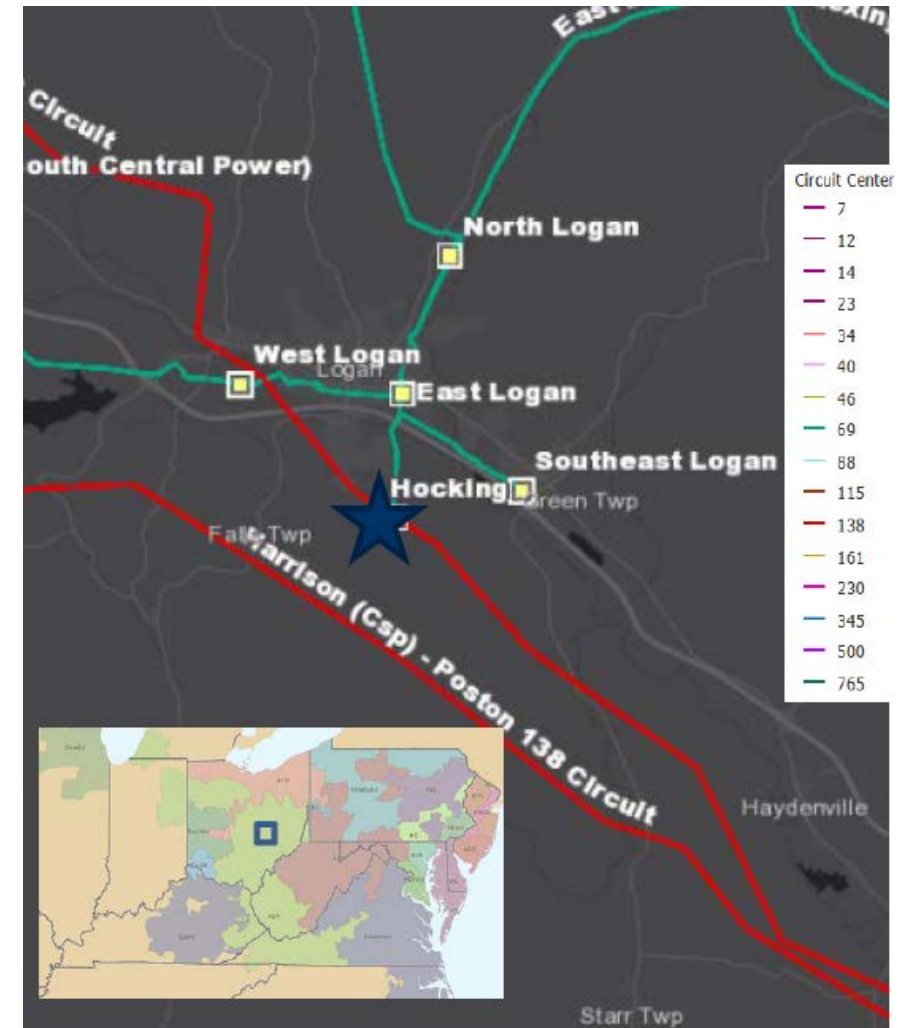 East
exing
Circuit
outh Central Power)
Circuit Center
7
12
14
23
34
40
46
69
88
115
138
161
230
345
500
765
North Logan
West Logan
Logan
East Logan
Southeast Logan
Hocking
Green Twp
Falls Twp
Harrison (Csp) - Poston 138 Circuit
Haydenville
Starr Twp